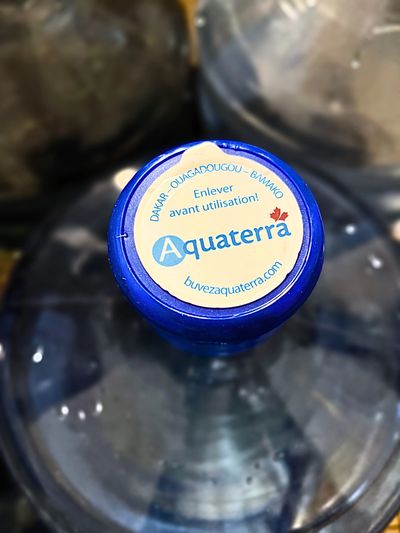 DAKAR – OUAGADOUGOU – BAMAKO
Enlever
avant utilisation!
Aquaterra
buvezaquaterra.com